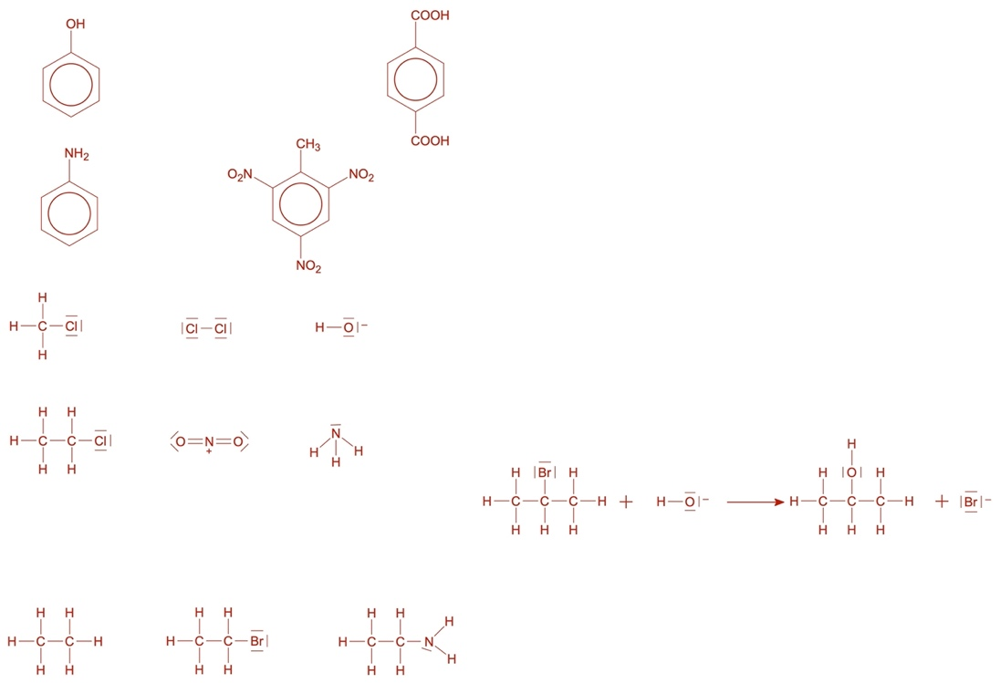 OH
COOH
COOH
NH2
CH3
O2N NO2
NO2
H
H C Cl
H
Cl Cl
H O −
H H
H C C Cl
H H
O N O
+
N
H H
H
H Br H
H C C C H + H O −
H H H
H
H O H
H C C C H + Br −
H H H
H H
H C C H
H H
H H
H C C Br
H H
H H H
H C C N
H H H